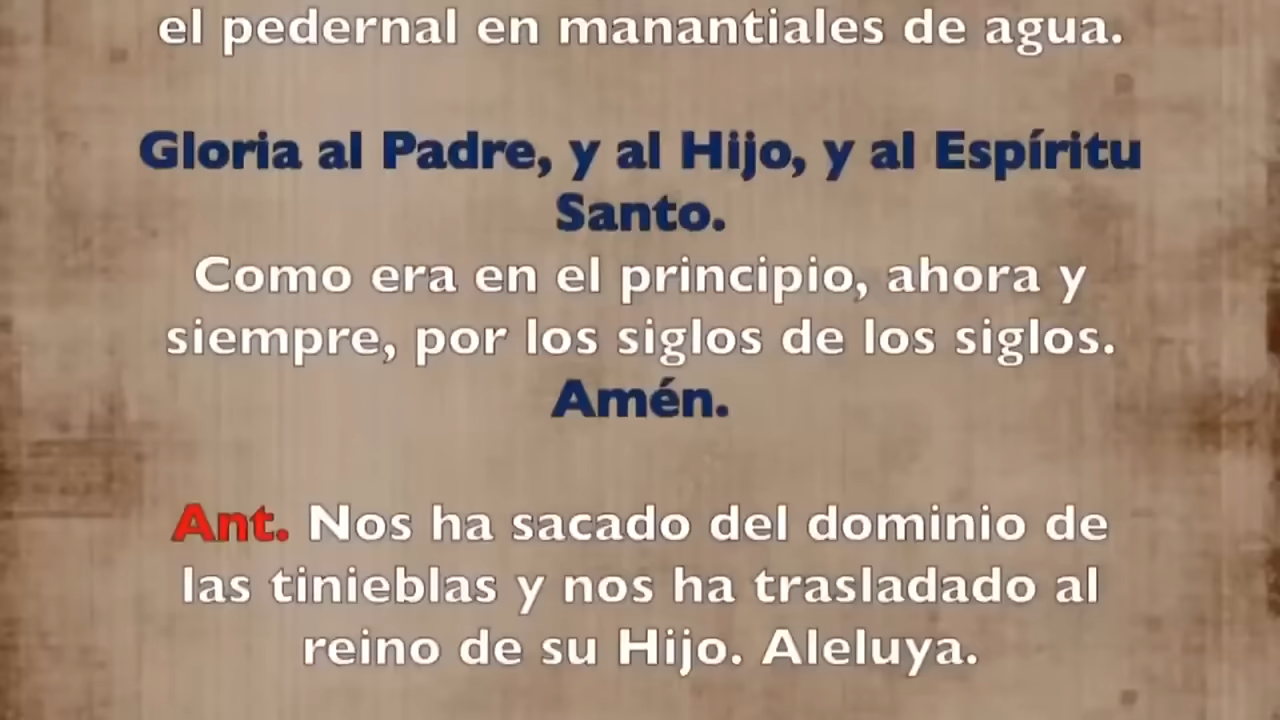 el pedernal en manantiales de agua.
Gloria al Padre, y al Hijo, y al Espíritu
Santo.
Como era en el principio, ahora y
siempre, por los siglos de los siglos.
Amén.
Ant. Nos ha sacado del dominio de
las tinieblas y nos ha trasladado al
reino de su Hijo. Aleluya.